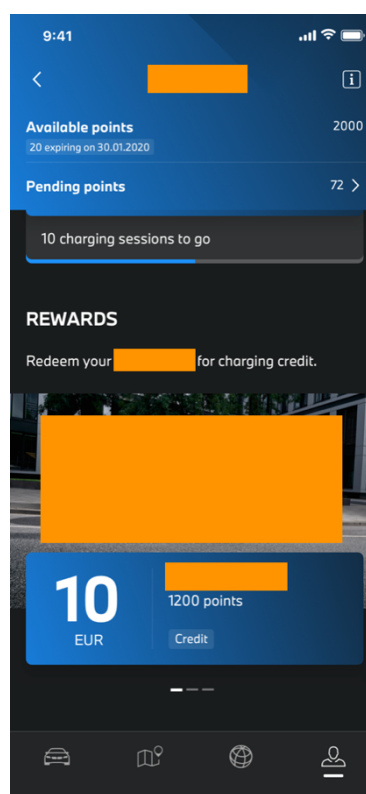 9:41
Available points 2000
20 expiring on 30.01.2020
Pending points 72
10 charging sessions to go
REWARDS
Redeem your for charging credit.
10
EUR
1200 points
Credit